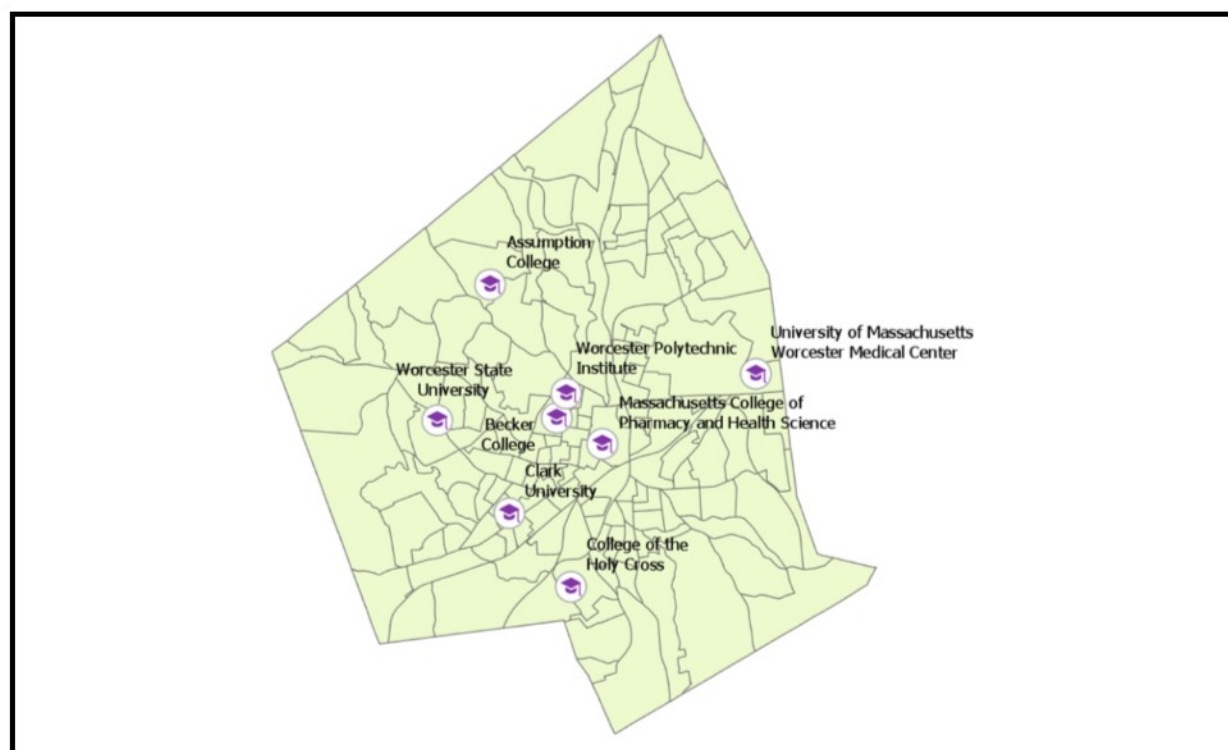 Assumption
College
University of Massachusetts
Worcester Medical Center
Worcester Polytechnic
Institute
Worcester State
University
Massachusetts College of
Pharmacy and Health Science
Becker
College
Clark
University
College of the
Holy Cross